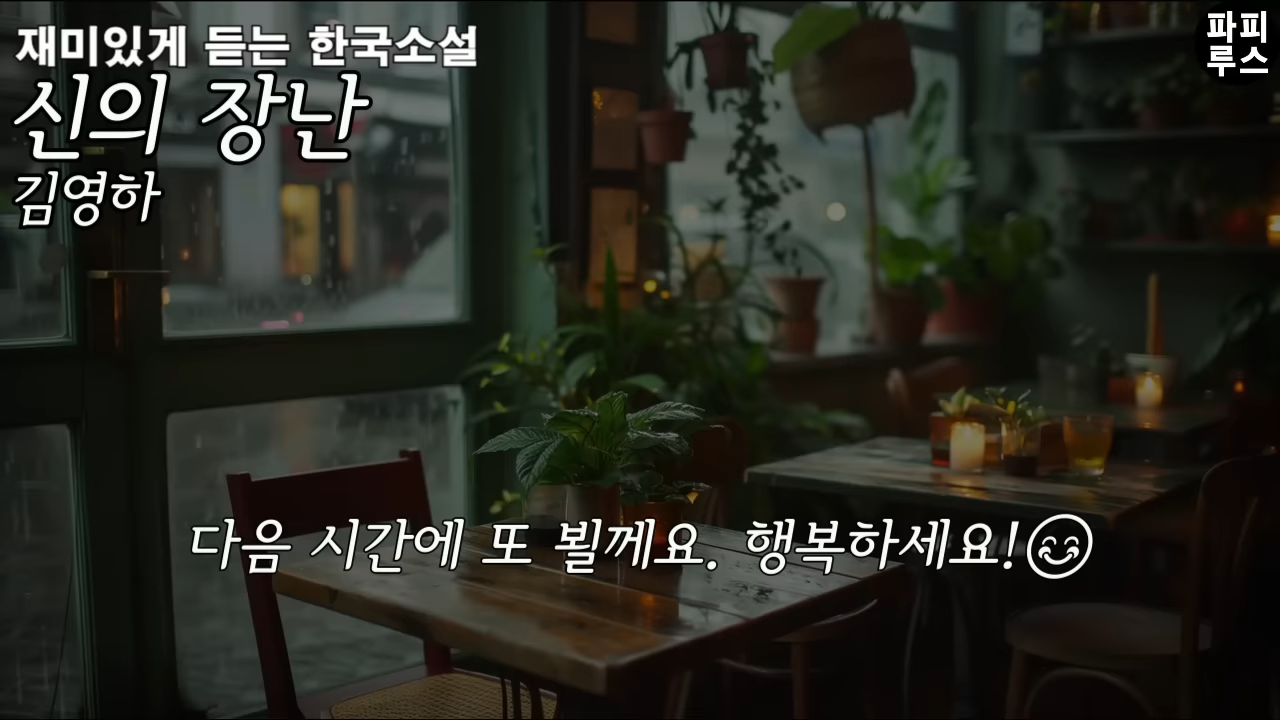 재미있게 듣는 한국소설
신의 장난
김영하
파피
루스
다음 시간에 또 뵐께요. 행복하세요!😊